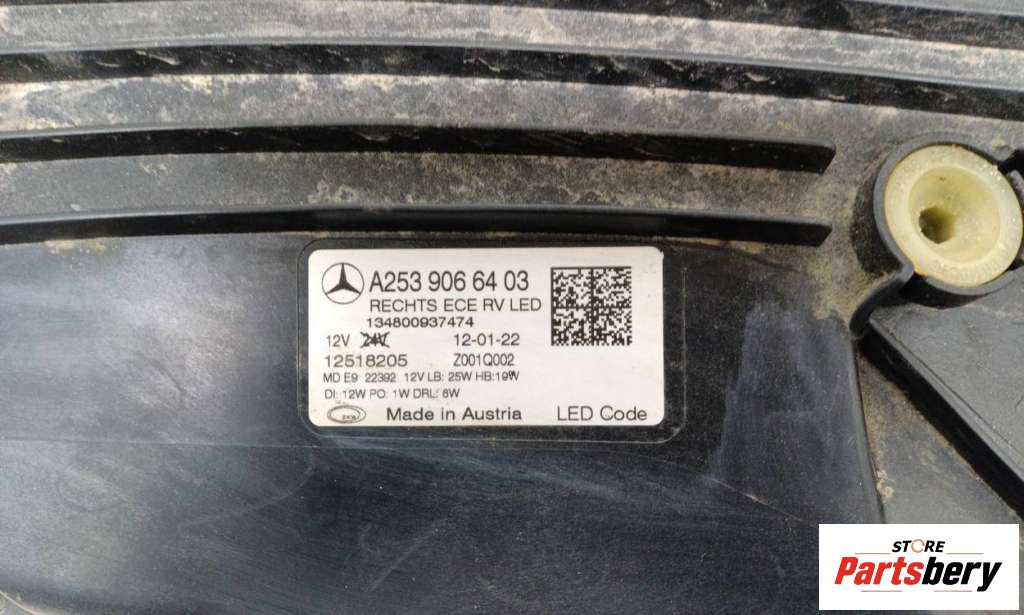 A253 906 64 03
RECHTS ECE RV LED
134800937474
12V 24V 12-01-22
12518205 Z001Q002
MD E9 22392 12V LB: 25W HB:19W
DI: 12W PO: 1W DRL: 8W
Made in Austria LED Code
STORE
Partsbery